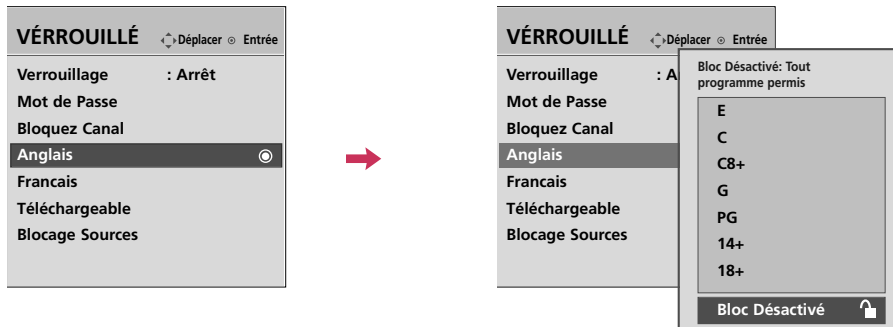 VÉRROUILLÉ Déplacer Entrée
Verrouillage : Arrêt
Mot de Passe
Bloquez Canal
Anglais
Francais
Téléchargeable
Blocage Sources
VÉRROUILLÉ Déplacer Entrée
Verrouillage : A
Mot de Passe
Bloquez Canal
Anglais
Francais
Téléchargeable
Blocage Sources
Bloc Désactivé: Tout
programme permis
E
C
C8+
G
PG
14+
18+
Bloc Désactivé